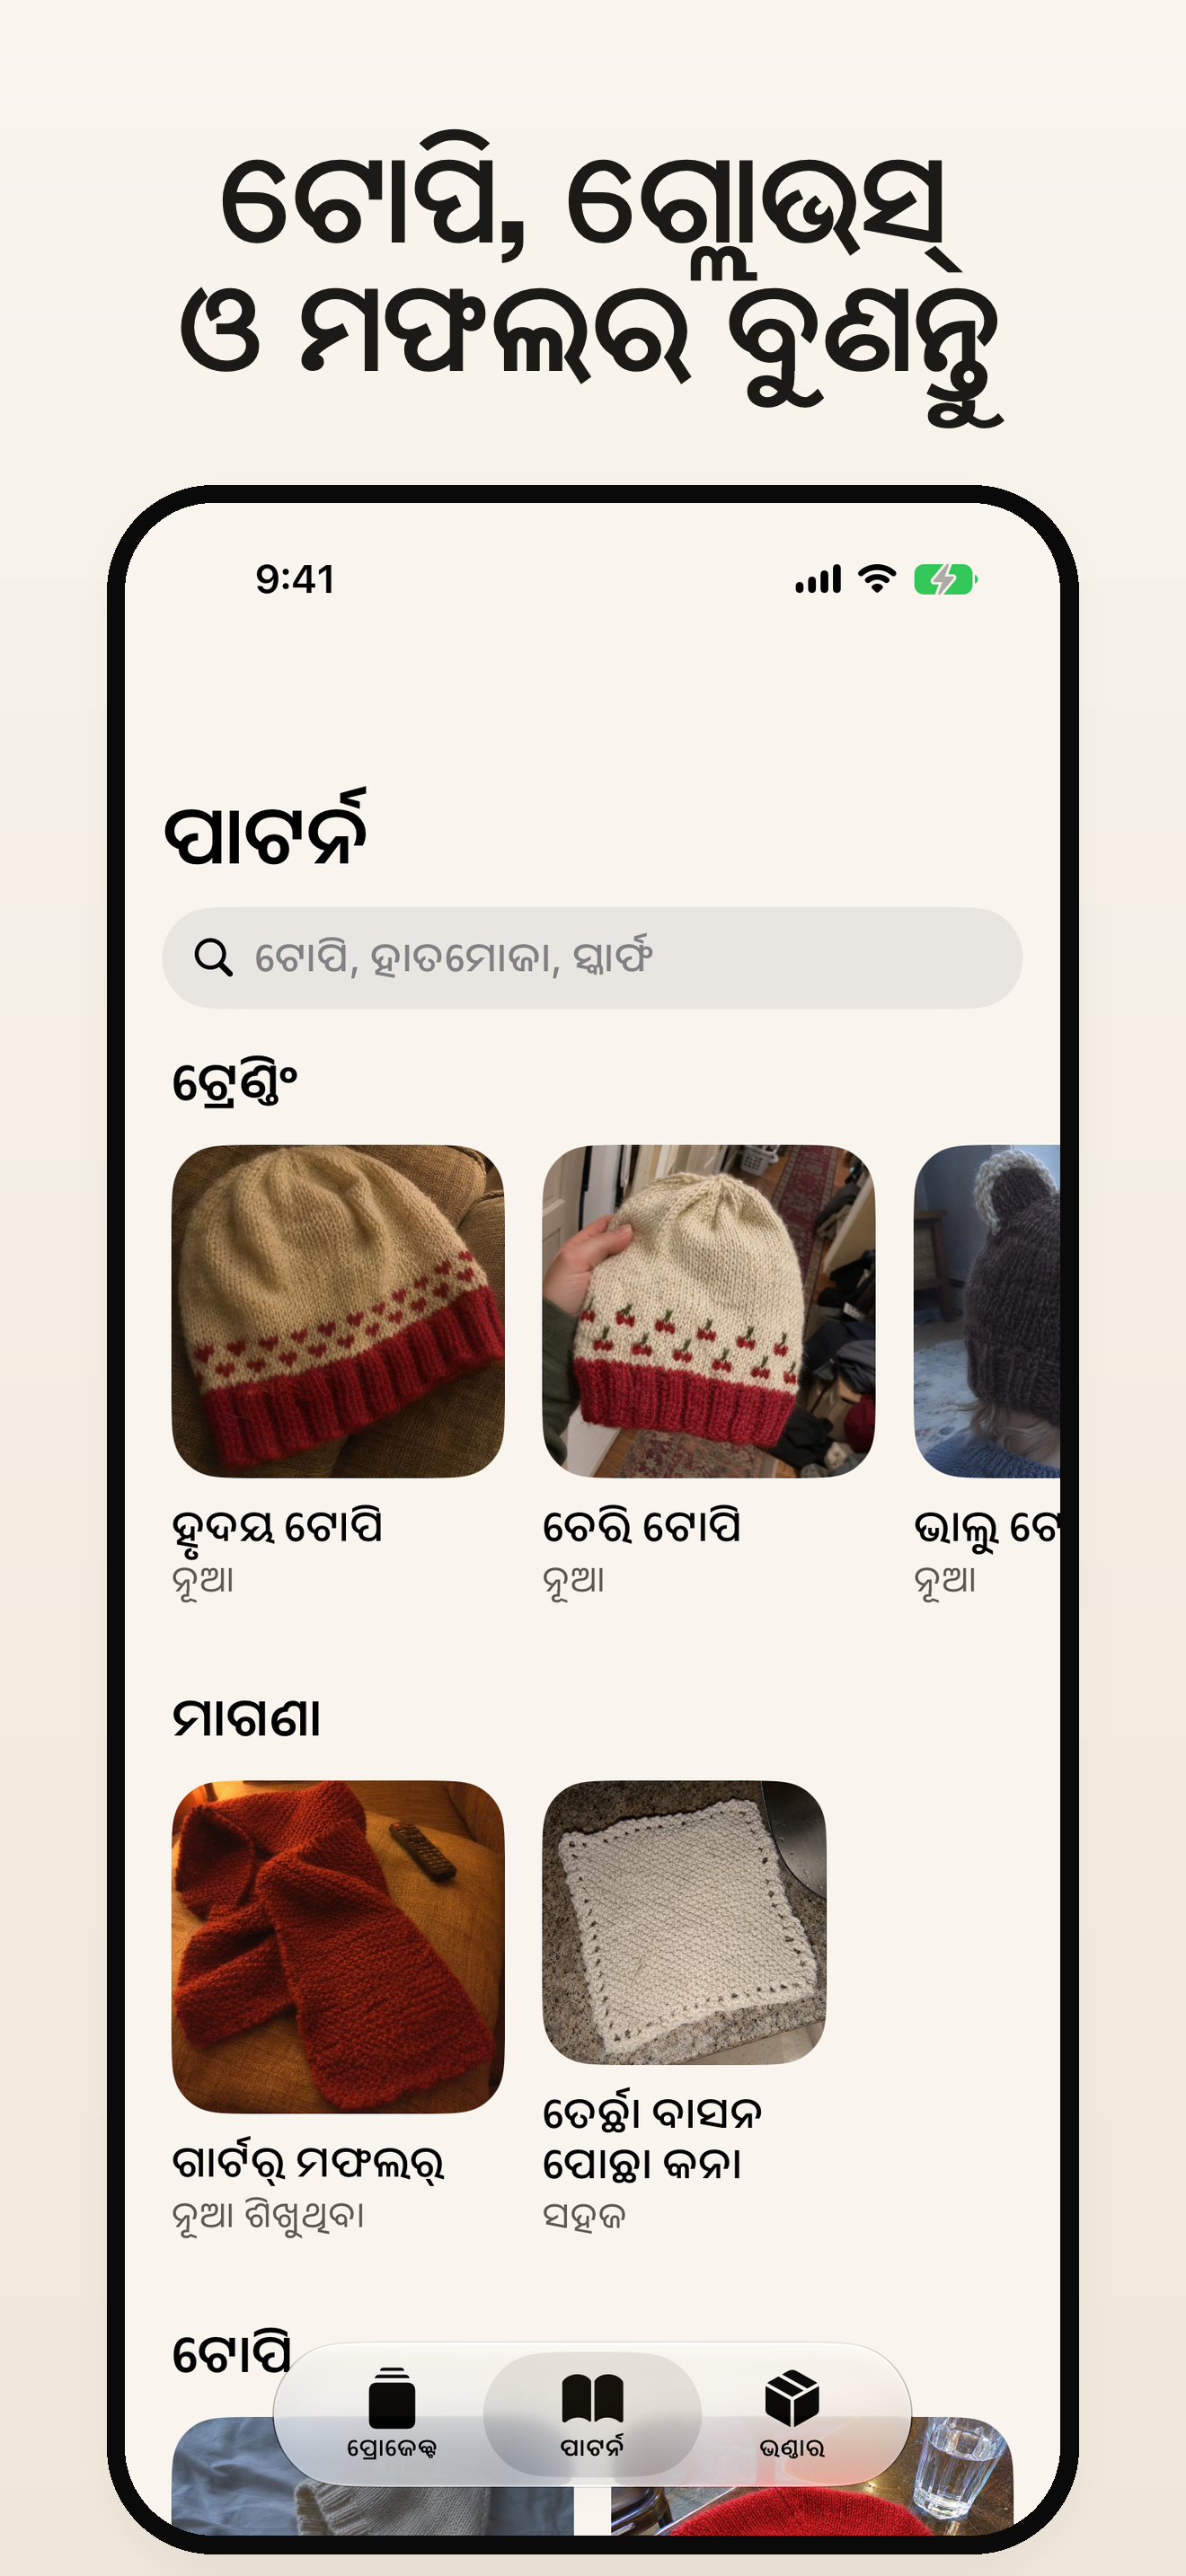 ଟୋପି, ଗ୍ଲୋଭସ୍
ଓ ମଫଲର ବୁଣନ୍ତୁ
9:41
ପାଟର୍ନ
ଟୋପି, ହାତମୋଜା, ସ୍କାର୍ଫ
ଟ୍ରେଣ୍ଡିଂ
ହୃଦୟ ଟୋପି
ନୂଆ
ଚେରି ଟୋପି
ନୂଆ
ଭାଲୁ ଟୋ
ନୂଆ
ମାଗଣା
ଗାର୍ଟର୍ ମଫଲର୍
ନୂଆ ଶିଖୁଥିବା
ତେର୍ଛା ବାସନ
ପୋଛା କନା
ସହଜ
ଟୋପି
ପ୍ରୋଜେକ୍ଟ
ପାଟର୍ନ
ଭଣ୍ଡାର